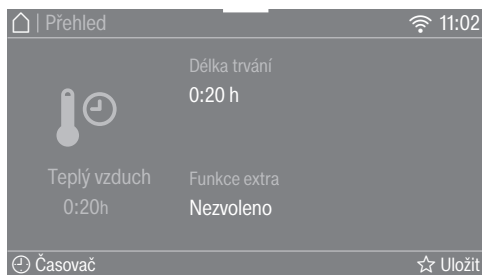 | Přehled
11:02
Délka trvání
0:20 h
Teplý vzduch
0:20h
Funkce extra
Nezvoleno
Časovač
Uložit